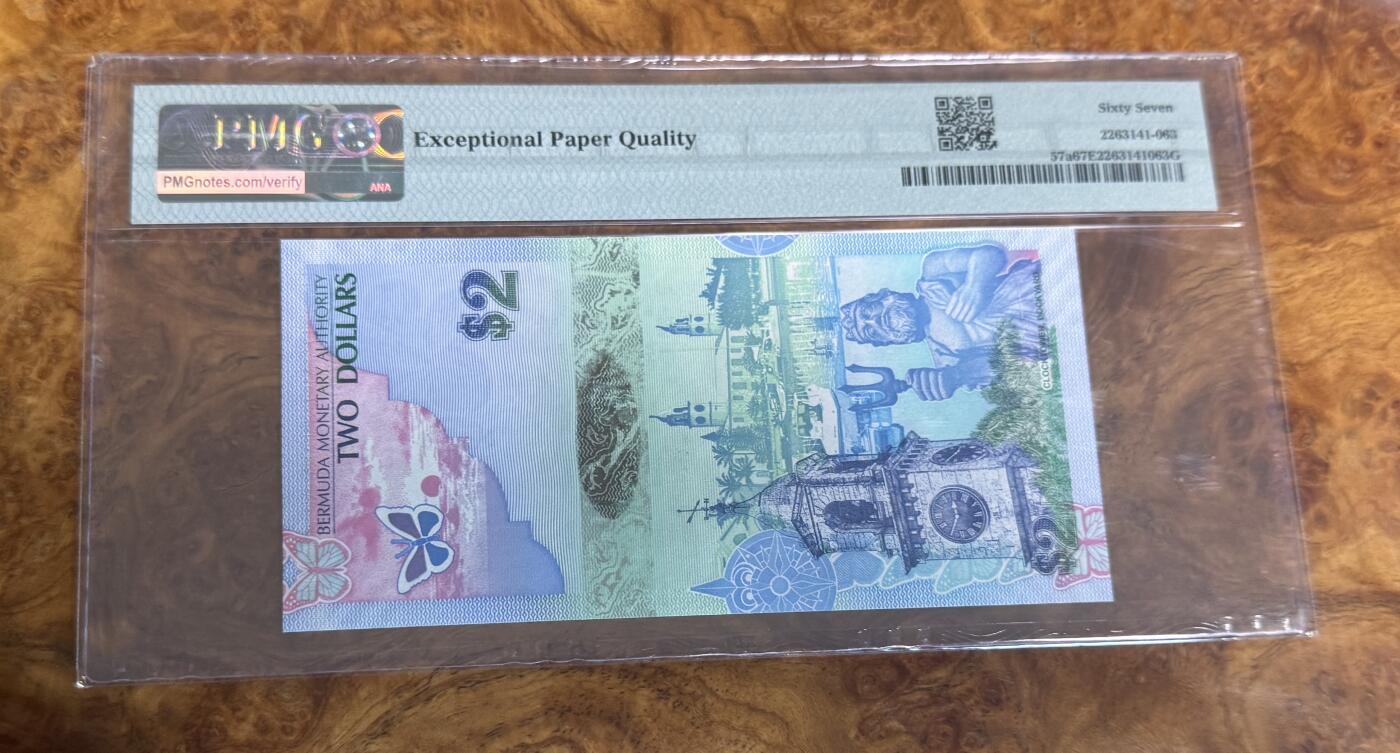 PMG
PMGnotes.com/verify
ANA
Exceptional Paper Quality
Sixty Seven
2263141-063
57a67E2263141063G
BERMUDA MONETARY AUTHORITY
TWO DOLLARS
$2
$2